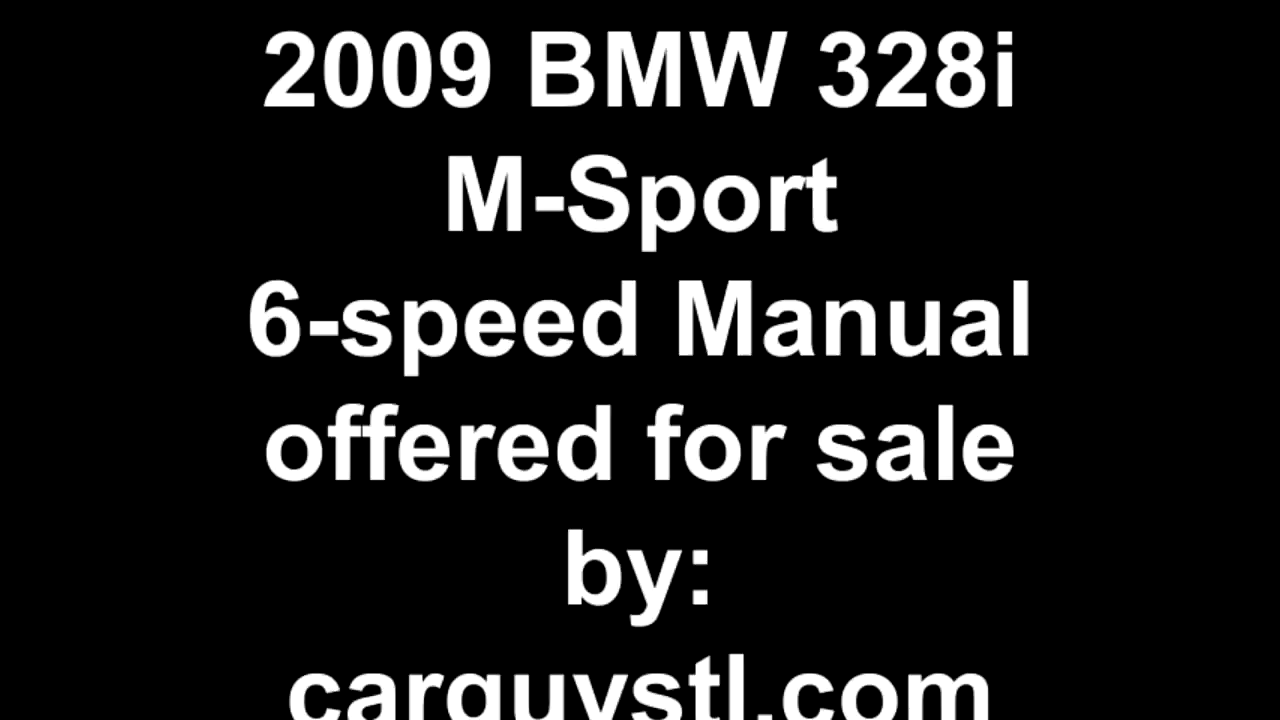 2009 BMW 328i
M-Sport
6-speed Manual
offered for sale
by:
carguystl.com